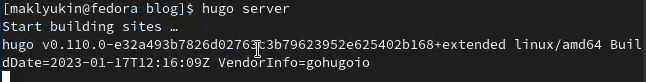 [maklyukin@fedora blog]$ hugo server
Start building sites …
hugo v0.110.0-e32a493b7826d02763c3b79623952e625402b168+extended linux/amd64 Buil
dDate=2023-01-17T12:16:09Z VendorInfo=gohugoio